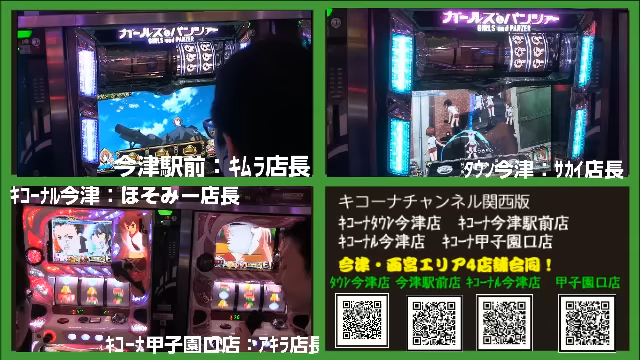 ガールズ&パンツァー
GIRLS und PANZER
今津駅前：ｷﾑﾗ店長
ガールズ&パンツァー
GIRLS und PANZER
ﾀｳﾝ今津：ｻｶｲ店長
ｷｺｰﾅﾙ今津：ほそみー店長
ｷｺｰﾅ甲子園口店：ｱｷﾗ店長
キコーナチャンネル関西版
ｷｺｰﾅﾀｳﾝ今津店 ｷｺｰﾅ今津駅前店
ｷｺｰﾅﾙ今津店 ｷｺｰﾅ甲子園口店
今津・西宮エリア4店舗合同！
ﾀｳﾝ今津店 今津駅前店 ｷｺｰﾅﾙ今津店 甲子園口店